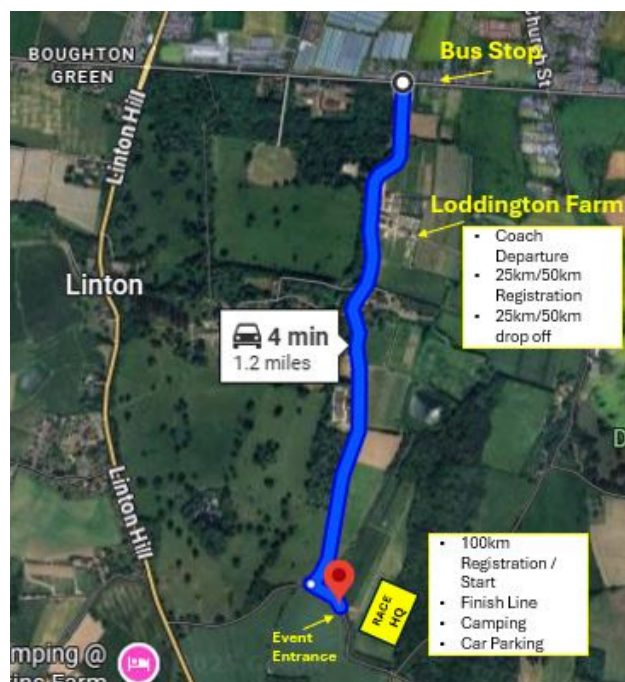 BOUGHTON
GREEN
Bus Stop
Church St
Linton Hill
Loddington Farm
▪ Coach
Departure
▪ 25km/50km
Registration
▪ 25km/50km
drop off
Linton
4 min
1.2 miles
D
Linton Hill
▪ 100km
Registration /
Start
▪ Finish Line
▪ Camping
▪ Car Parking
RACE
HQ
Event
Entrance
mping @